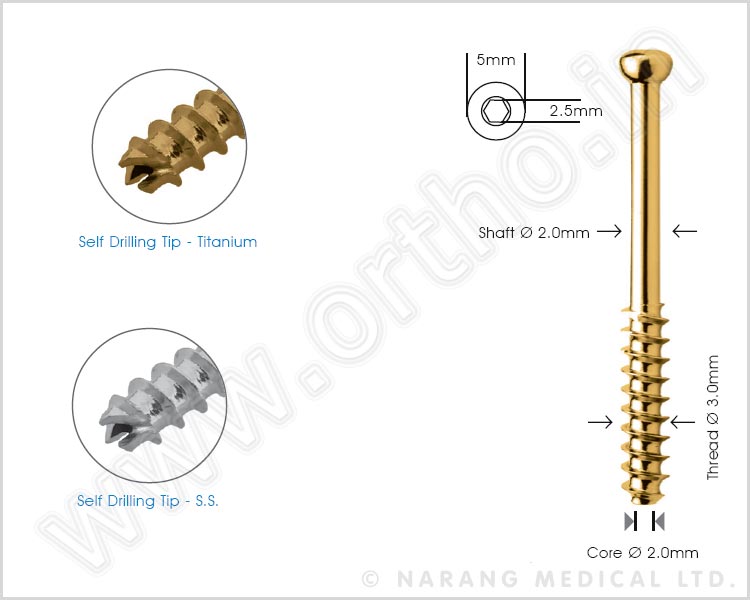 5mm
2.5mm
Self Drilling Tip - Titanium
Shaft Ø 2.0mm
Thread Ø 3.0mm
Self Drilling Tip - S.S.
Core Ø 2.0mm
www.ortho.in
© NARANG MEDICAL LTD.